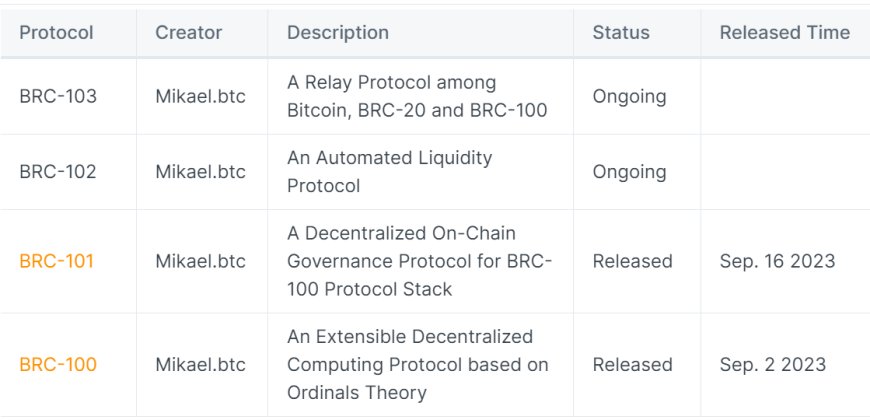 Protocol Creator Description Status Released Time
A Relay Protocol among
BRC-103 Mikael.btc Ongoing
Bitcoin, BRC-20 and BRC-100
An Automated Liquidity
BRC-102 Mikael.btc Ongoing
Protocol
A Decentralized On-Chain
BRC-101 Mikael.btc Governance Protocol for BRC- Released Sep. 16 2023
100 Protocol Stack
An Extensible Decentralized
BRC-100 Mikael.btc Computing Protocol based on Released Sep. 2 2023
Ordinals Theory